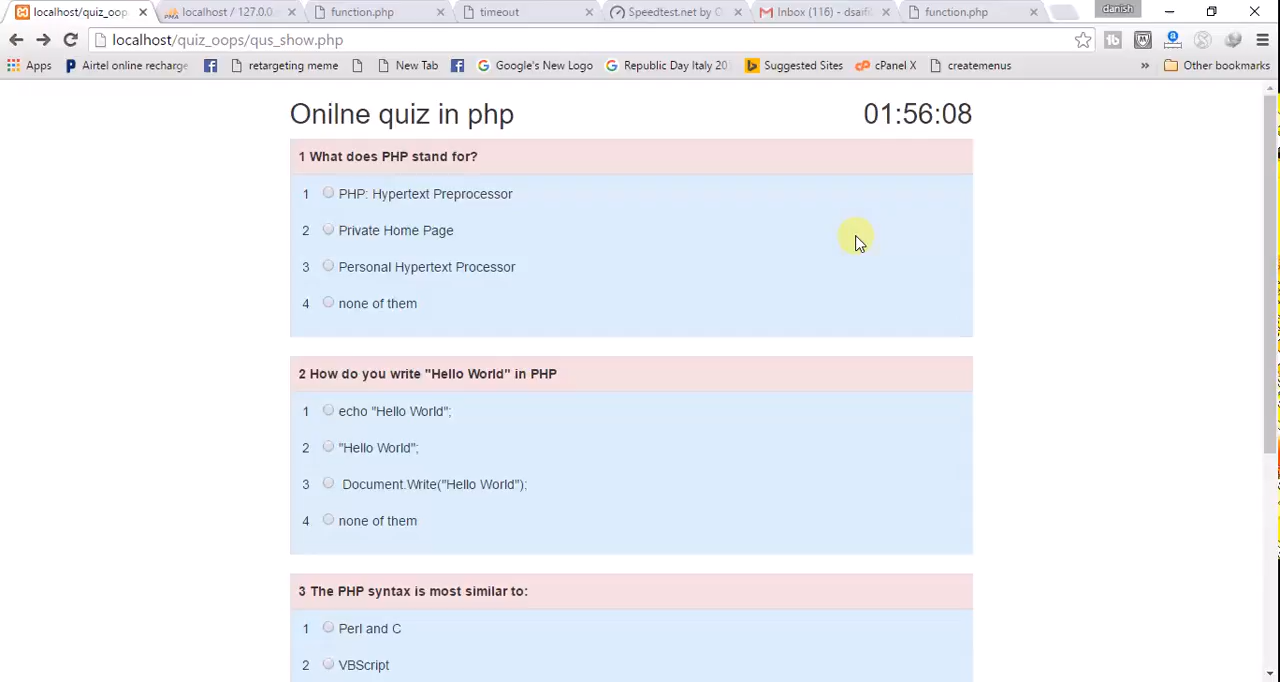 localhost/quiz_oops
localhost / 127.0.0.
function.php
timeout
Speedtest.net by O
Inbox (116) - dsaifi
function.php
danish
localhost/quiz_oops/qus_show.php
Apps
Airtel online recharge
retargeting meme
New Tab
Google's New Logo
Republic Day Italy 20
Suggested Sites
cPanel X
createmenus
»
Other bookmarks
Onilne quiz in php
01:56:08
1 What does PHP stand for?
1 PHP: Hypertext Preprocessor
2 Private Home Page
3 Personal Hypertext Processor
4 none of them
2 How do you write "Hello World" in PHP
1 echo "Hello World";
2 "Hello World";
3 Document.Write("Hello World");
4 none of them
3 The PHP syntax is most similar to:
1 Perl and C
2 VBScript